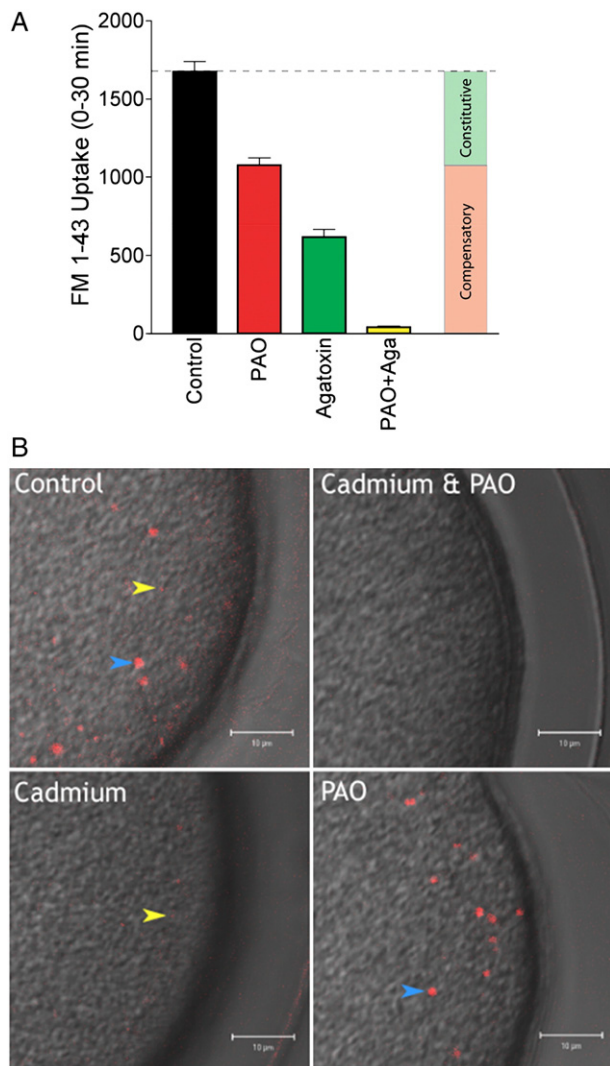 A
FM 1-43 Uptake (0-30 min)
2000
1500
1000
500
0
Control
PAO
Agatoxin
PAO+Aga
Constitutive
Compensatory
B
Control
10 µm
Cadmium & PAO
10 µm
Cadmium
10 µm
PAO
10 µm